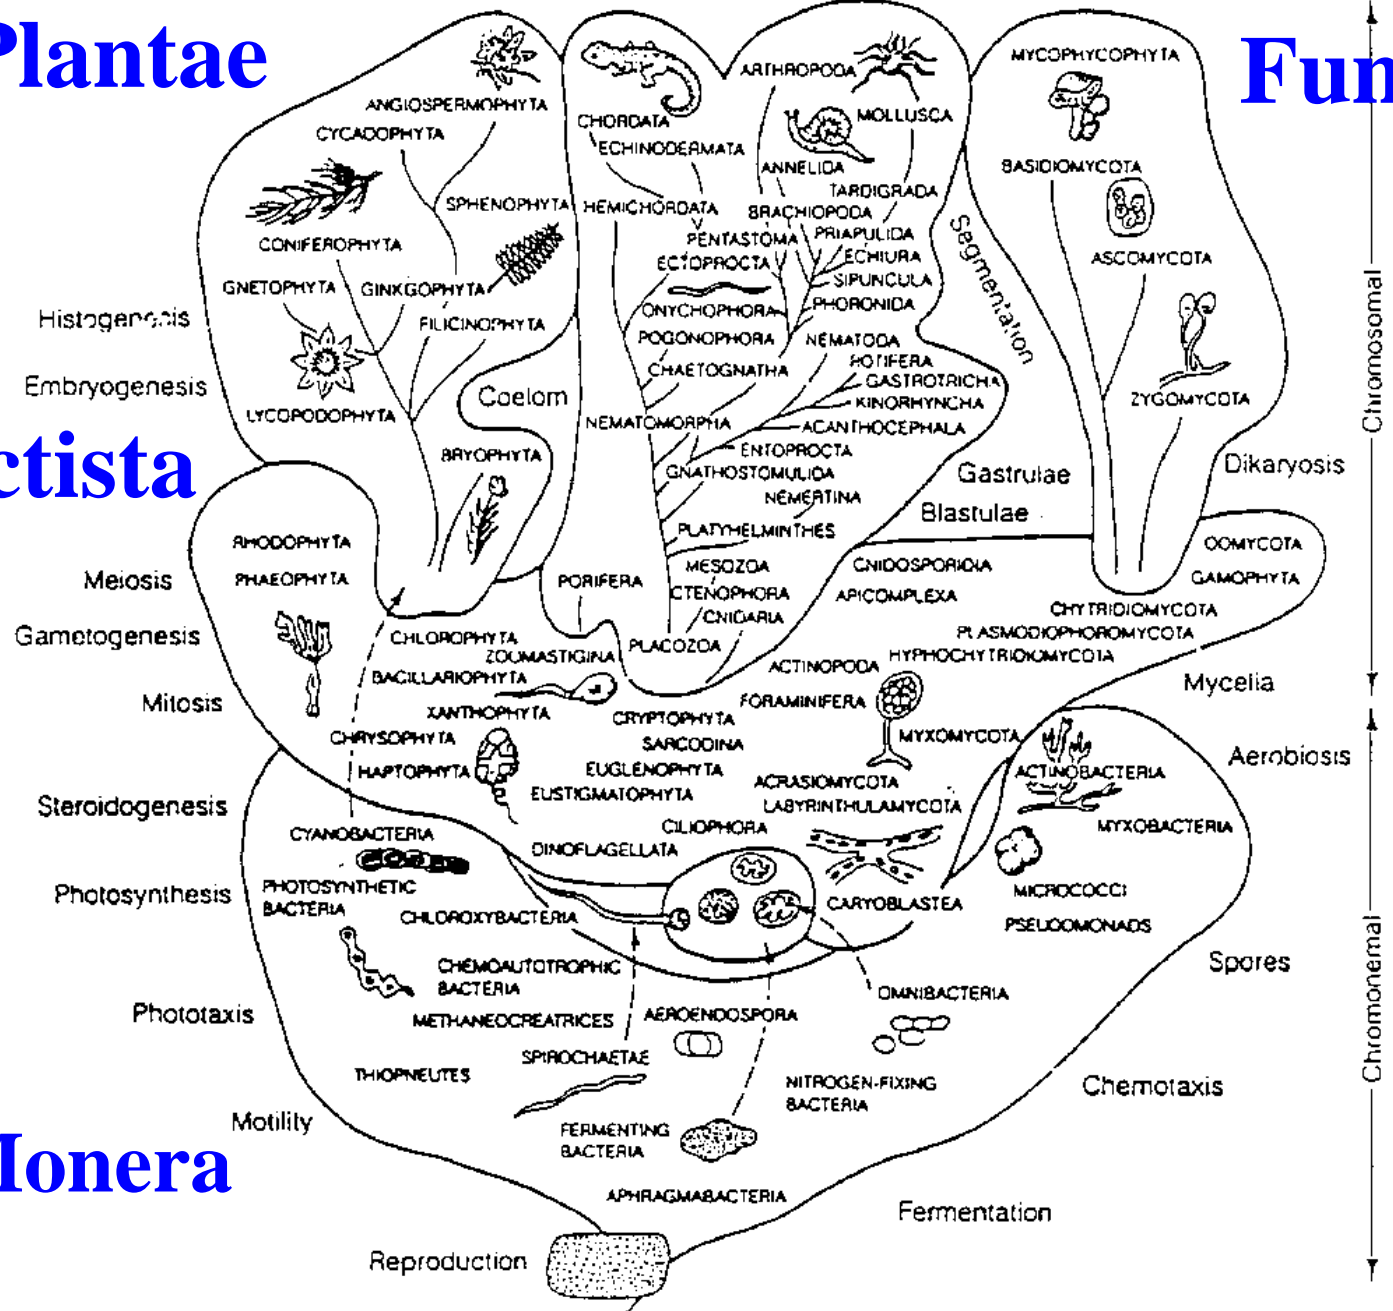 Plantae
Fun
ctista
Monera
ANGIOSPERMOPHYTA
CYCADOPHYTA
SPHENOPHYTA
CONIFEROPHYTA
GNETOPHYTA
GINKGOPHYTA
FILICINOPHYTA
LYCOPODOPHYTA
BRYOPHYTA
Histogenesis
Embryogenesis
Coelom
CHORDATA
ECHINODERMATA
HEMICHORDATA
ARTHROPODA
MOLLUSCA
ANNELIDA
TARDIGRADA
BRACHIOPODA
PENTASTOMA
PRIAPULIDA
ECTOPROCTA
ECHIURA
SIPUNCULA
ONYCHOPHORA
PHORONIDA
POGONOPHORA
NEMATODA
ROTIFERA
CHAETOGNATHA
GASTROTRICHA
KINORHYNCHA
NEMATOMORPHA
ACANTHOCEPHALA
ENTOPROCTA
GNATHOSTOMULIDA
NEMERTINA
PLATYHELMINTHES
MESOZOA
PORIFERA
CTENOPHORA
CNIDARIA
PLACOZOA
Segmentation
Gastrulae
Blastulae
MYCOPHYCOPHYTA
BASIDIOMYCOTA
ASCOMYCOTA
ZYGOMYCOTA
Dikaryosis
Chromosomal
RHODOPHYTA
PHAEOPHYTA
Meiosis
Gametogenesis
Mitosis
CHLOROPHYTA
ZOOMASTIGINA
BACILLARIOPHYTA
XANTHOPHYTA
CHRYSOPHYTA
HAPTOPHYTA
CRYPTOPHYTA
SARCODINA
EUGLENOPHYTA
EUSTIGMATOPHYTA
CILIOPHORA
DINOFLAGELLATA
CNIDOSPORIDIA
APICOMPLEXA
OOMYCOTA
GAMOPHYTA
CHYTRIDIOMYCOTA
PLASMODIOPHOROMYCOTA
HYPHOCHYTRIDIOMYCOTA
ACTINOPODA
FORAMINIFERA
MYXOMYCOTA
ACRASIOMYCOTA
LABYRINTHULAMYCOTA
CARYOBLASTEA
Mycelia
Aerobiosis
Steroidogenesis
Photosynthesis
Phototaxis
Motility
CYANOBACTERIA
PHOTOSYNTHETIC
BACTERIA
CHLOROXYBACTERIA
CHEMOAUTOTROPHIC
BACTERIA
METHANEOCREATRICES
AEROENDOSPORA
SPIROCHAETAE
THIOPNEUTES
FERMENTING
BACTERIA
APHRAGMABACTERIA
OMNIBACTERIA
NITROGEN-FIXING
BACTERIA
ACTINOBACTERIA
MYXOBACTERIA
MICROCOCCI
PSEUDOMONADS
Spores
Chemotaxis
Chromonemal
Fermentation
Reproduction